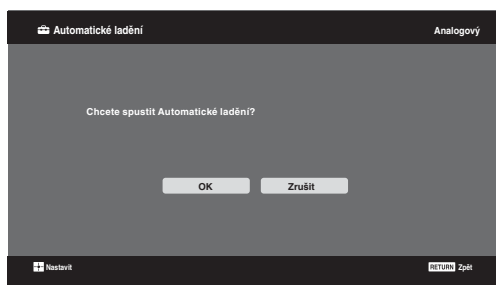 Automatické ladění
Analogový
Chcete spustit Automatické ladění?
OK
Zrušit
Nastavit
RETURN Zpět